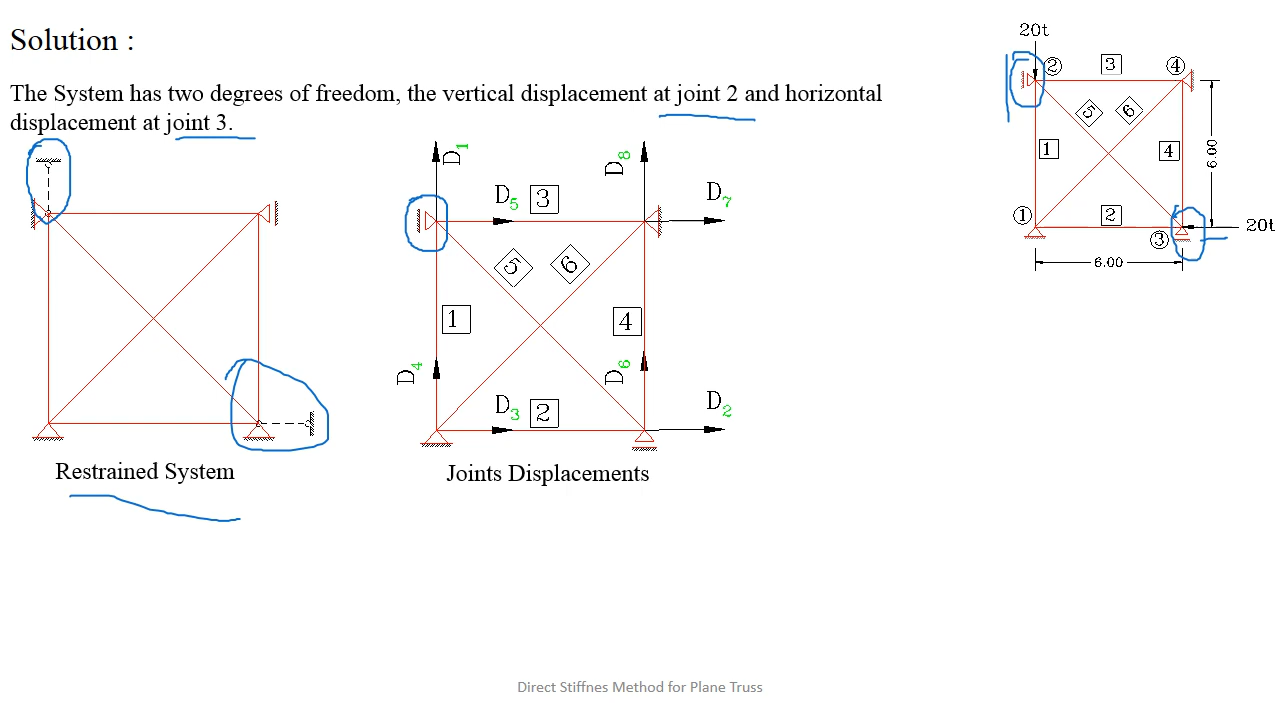 Solution :
The System has two degrees of freedom, the vertical displacement at joint 2 and horizontal
displacement at joint 3.
20t
② 3 ④
5 6
1 4 6.00
① 2 ③ 20t
6.00
D1 D8
D5 3 D7
5 6
1 4
D4 D6
D3 2 D2
Restrained System
Joints Displacements
Direct Stiffnes Method for Plane Truss